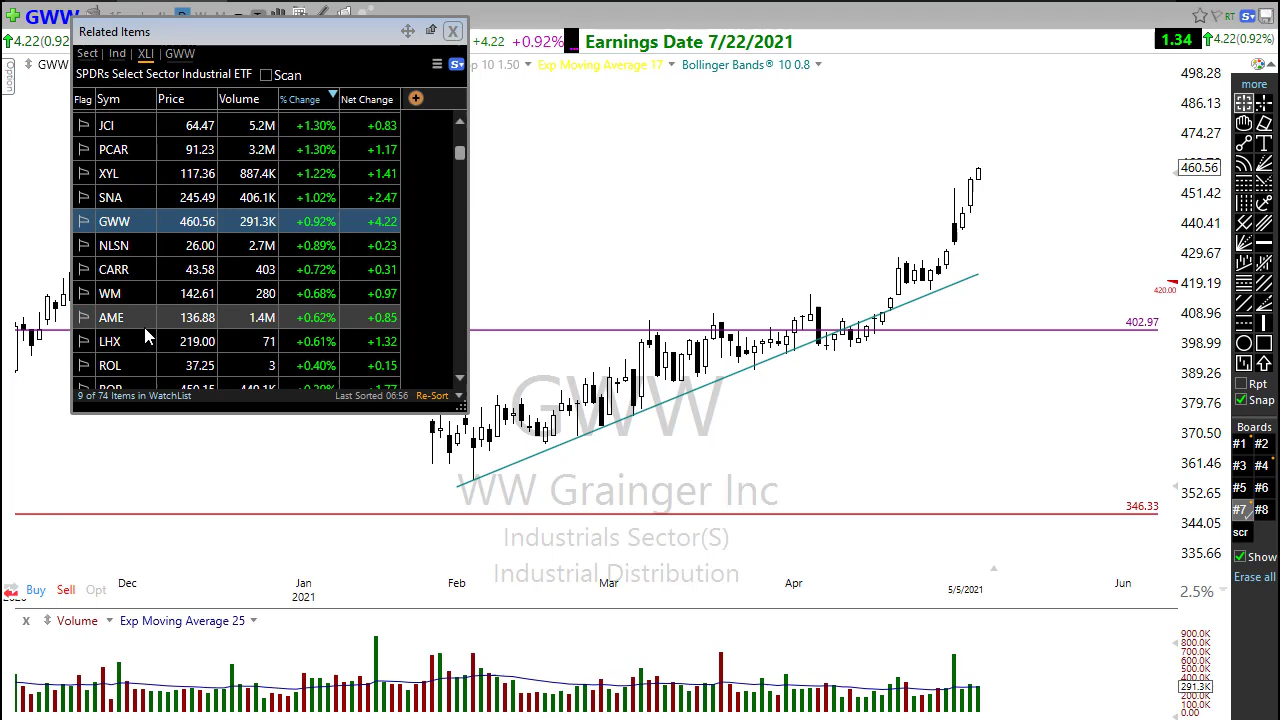 GWW
4.22(0.92%
+4.22 +0.92% Earnings Date 7/22/2021 1.34 4.22(0.92%)
RT
Related Items
X
Sect Ind XLI GWW
SPDRs Select Sector Industrial ETF Scan
Flag Sym Price Volume % Change Net Change
JCI 64.47 5.2M +1.30% +0.83
PCAR 91.23 3.2M +1.30% +1.17
XYL 117.36 887.4K +1.22% +1.41
SNA 245.49 406.1K +1.02% +2.47
GWW 460.56 291.3K +0.92% +4.22
NLSN 26.00 2.7M +0.89% +0.23
CARR 43.58 403 +0.72% +0.31
WM 142.61 280 +0.68% +0.97
AME 136.88 1.4M +0.62% +0.85
LHX 219.00 71 +0.61% +1.32
ROL 37.25 3 +0.40% +0.15
9 of 74 Items in WatchList Last Sorted 06:56 Re-Sort
Option
GWW
p 10 1.50 Exp Moving Average 17 Bollinger Bands® 10 0.8
498.28
486.13
474.27
460.56
451.42
440.41
429.67
419.19
420.00
408.96
402.97
398.99
389.26
379.76
370.50
361.46
352.65
346.33
344.05
335.66
2.5%
GWW
WW Grainger Inc
Industrials Sector(S)
Industrial Distribution
Buy Sell Opt
Dec Jan Feb Mar Apr Jun
2021
5/5/2021
x Volume Exp Moving Average 25
900.0K
800.0K
700.0K
600.0K
500.0K
400.0K
291.3K
200.0K
100.0K
0.00
more
Rpt
Snap
Boards
#1 #2
#3 #4
#5 #6
#7 #8
scr
Show
Erase all